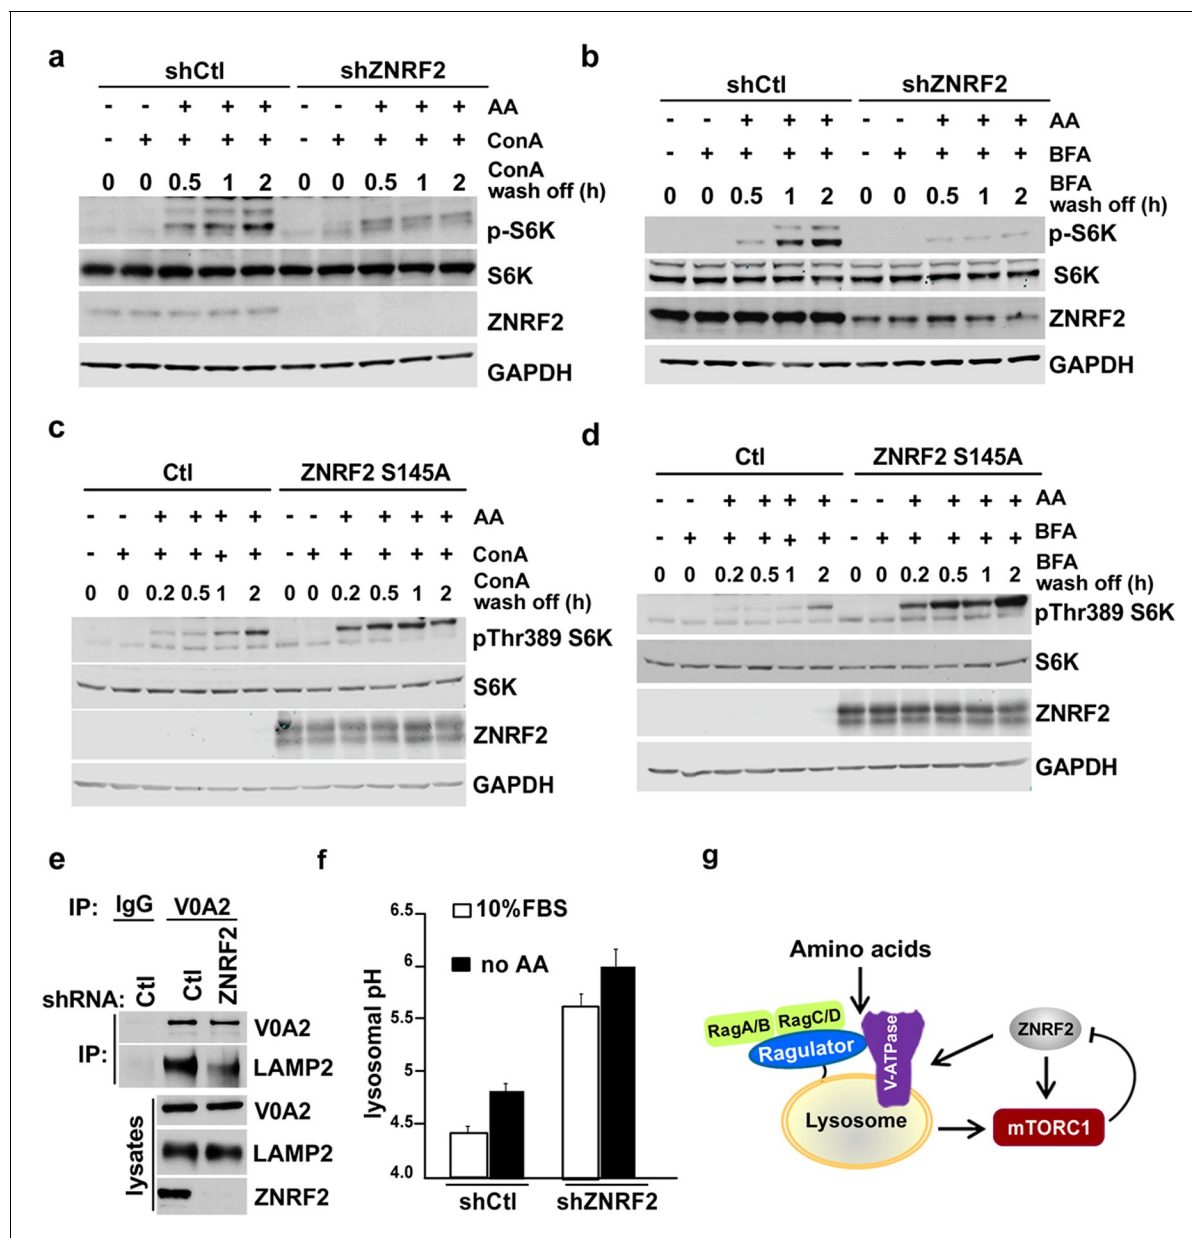 a
shCtl shZNRF2
- - + + + - - + + + AA
- + + + + - + + + + ConA
0 0 0.5 1 2 0 0 0.5 1 2 ConA
wash off (h)
p-S6K
S6K
ZNRF2
GAPDH
b
shCtl shZNRF2
- - + + + - - + + + AA
- + + + + - + + + + BFA
0 0 0.5 1 2 0 0 0.5 1 2 BFA
wash off (h)
p-S6K
S6K
ZNRF2
GAPDH
c
Ctl ZNRF2 S145A
- - + + + + - - + + + + AA
- + + + + + - + + + + + ConA
0 0 0.2 0.5 1 2 0 0 0.2 0.5 1 2 ConA
wash off (h)
pThr389 S6K
S6K
ZNRF2
GAPDH
d
Ctl ZNRF2 S145A
- - + + + + - - + + + + AA
- + + + + + - + + + + + BFA
0 0 0.2 0.5 1 2 0 0 0.2 0.5 1 2 BFA
wash off (h)
pThr389 S6K
S6K
ZNRF2
GAPDH
e
IP: IgG V0A2
shRNA: Ctl Ctl ZNRF2
IP:
V0A2
LAMP2
lysates
V0A2
LAMP2
ZNRF2
f
lysosomal pH
6.5
6
5.5
5
4.5
4.0
10%FBS
no AA
shCtl shZNRF2
g
Amino acids
RagA/B RagC/D
Ragulator
V-ATPase
ZNRF2
Lysosome
mTORC1